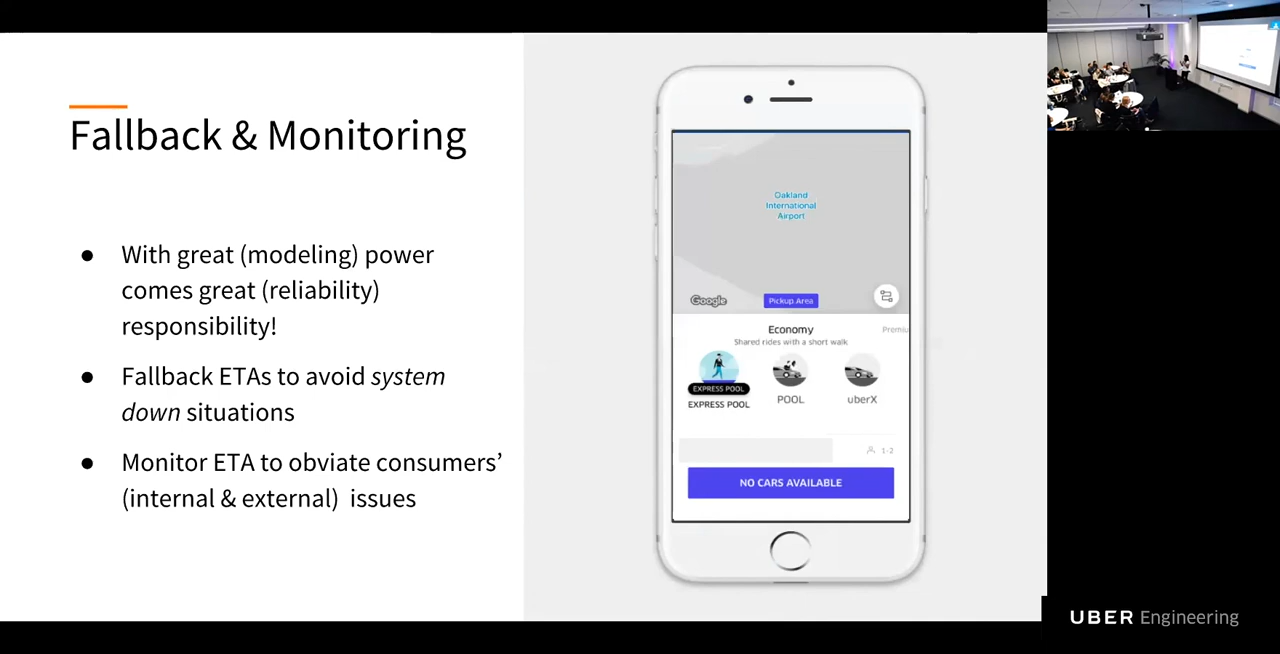 Fallback & Monitoring
● With great (modeling) power
comes great (reliability)
responsibility!
● Fallback ETAs to avoid system
down situations
● Monitor ETA to obviate consumers’
(internal & external) issues
Oakland
International
Airport
Google
Pickup Area
Economy
Premiu
Shared rides with a short walk
EXPRESS POOL
EXPRESS POOL
POOL
uberX
1-2
NO CARS AVAILABLE
UBER Engineering